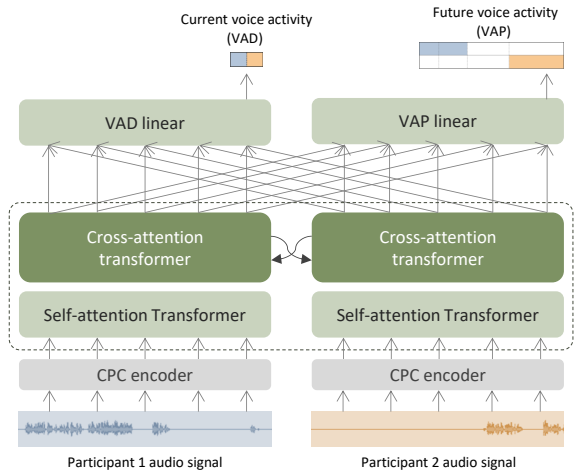 Current voice activity
(VAD)
Future voice activity
(VAP)
VAD linear
VAP linear
Cross-attention
transformer
Cross-attention
transformer
Self-attention Transformer
Self-attention Transformer
CPC encoder
CPC encoder
Participant 1 audio signal
Participant 2 audio signal